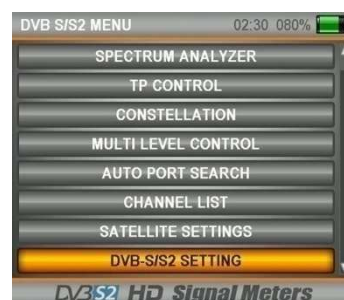 DVB S/S2 MENU 02:30 080%
SPECTRUM ANALYZER
TP CONTROL
CONSTELLATION
MULTI LEVEL CONTROL
AUTO PORT SEARCH
CHANNEL LIST
SATELLITE SETTINGS
DVB-S/S2 SETTING
DVB S2 HD Signal Meters